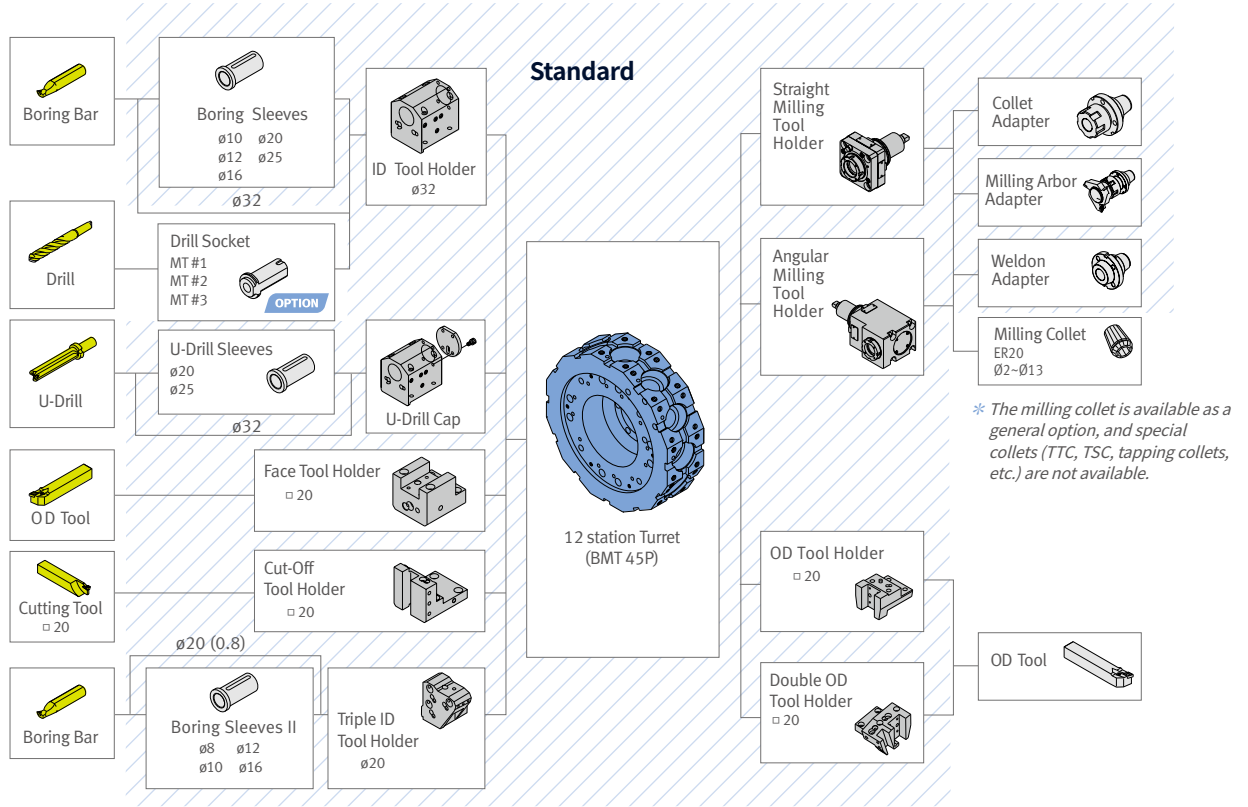 Standard
Boring Bar
Boring Sleeves
ø10 ø20
ø12 ø25
ø16
ø32
ID Tool Holder
ø32
Drill
Drill Socket
MT #1
MT #2
MT #3
OPTION
U-Drill
U-Drill Sleeves
ø20
ø25
ø32
U-Drill Cap
OD Tool
Face Tool Holder
□ 20
Cutting Tool
□ 20
Cut-Off
Tool Holder
□ 20
ø20 (0.8)
Boring Bar
Boring Sleeves II
ø8 ø12
ø10 ø16
Triple ID
Tool Holder
ø20
12 station Turret
(BMT 45P)
Straight
Milling
Tool
Holder
Angular
Milling
Tool
Holder
Collet
Adapter
Milling Arbor
Adapter
Weldon
Adapter
Milling Collet
ER20
Ø2~Ø13
* The milling collet is available as a
general option, and special
collets (TTC, TSC, tapping collets,
etc.) are not available.
OD Tool Holder
□ 20
Double OD
Tool Holder
□ 20
OD Tool